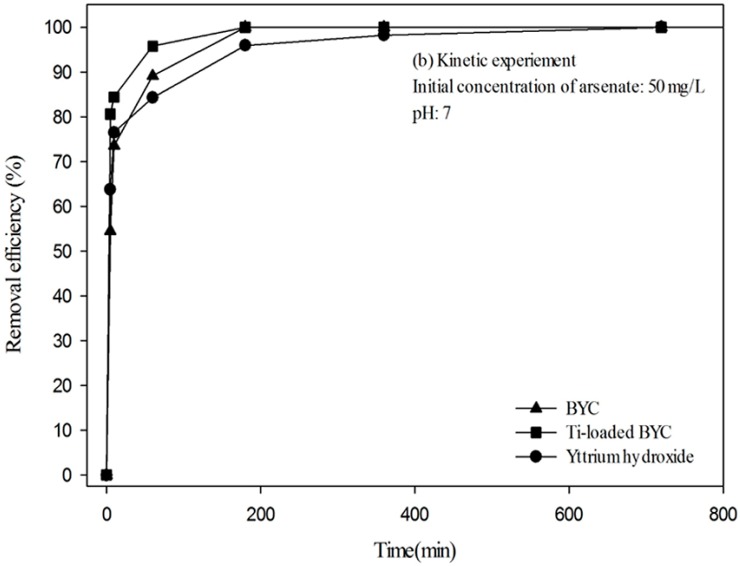 100
90
80
70
60
50
40
30
20
10
0
Removal efficiency (%)
(b) Kinetic experiement
Initial concentration of arsenate: 50 mg/L
pH: 7
BYC
Ti-loaded BYC
Yttrium hydroxide
0 200 400 600 800
Time(min)